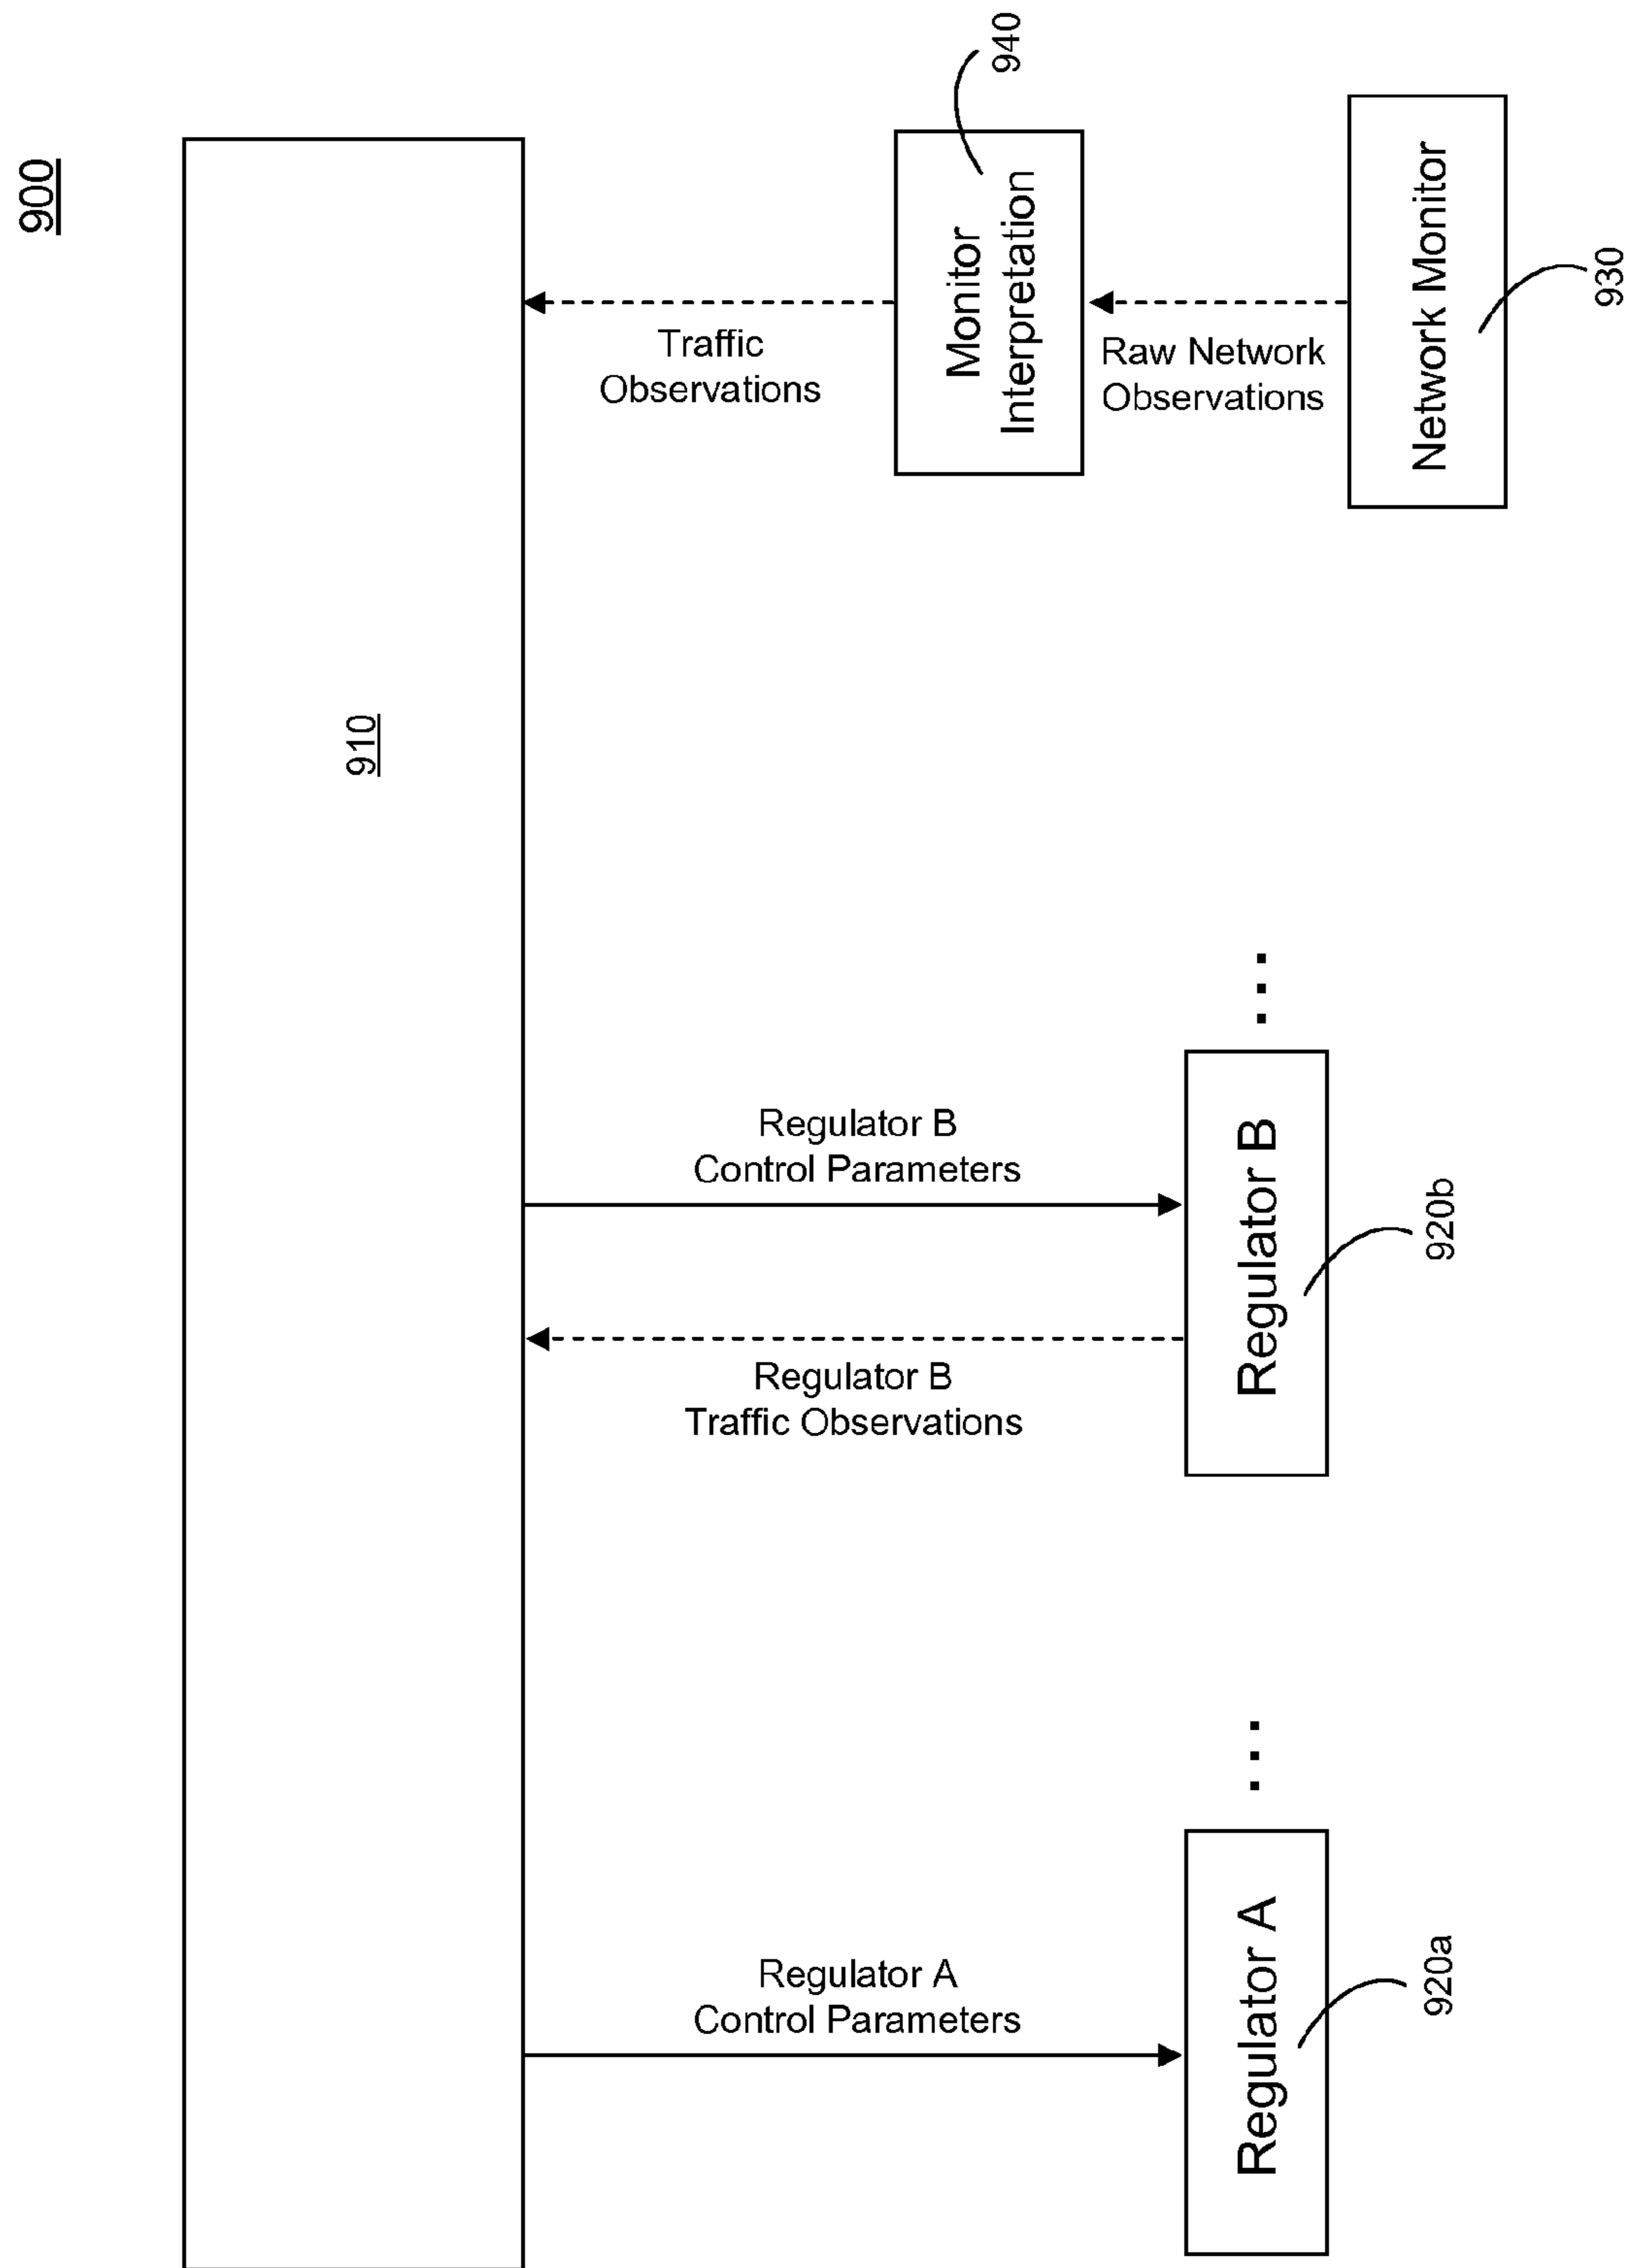 900
910
Regulator A
Control Parameters
Regulator B
Traffic Observations
Regulator B
Control Parameters
Traffic
Observations
Monitor
Interpretation
940
Raw Network
Observations
Regulator A
...
Regulator B
...
Network Monitor
920a
920b
930